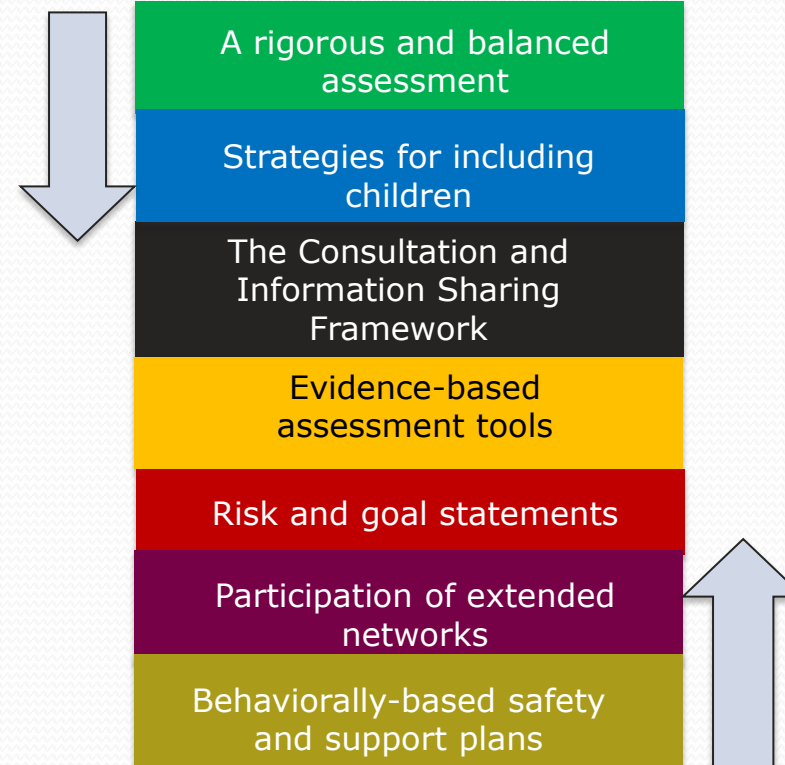 A rigorous and balanced
assessment
Strategies for including
children
The Consultation and
Information Sharing
Framework
Evidence-based
assessment tools
Risk and goal statements
Participation of extended
networks
Behaviorally-based safety
and support plans